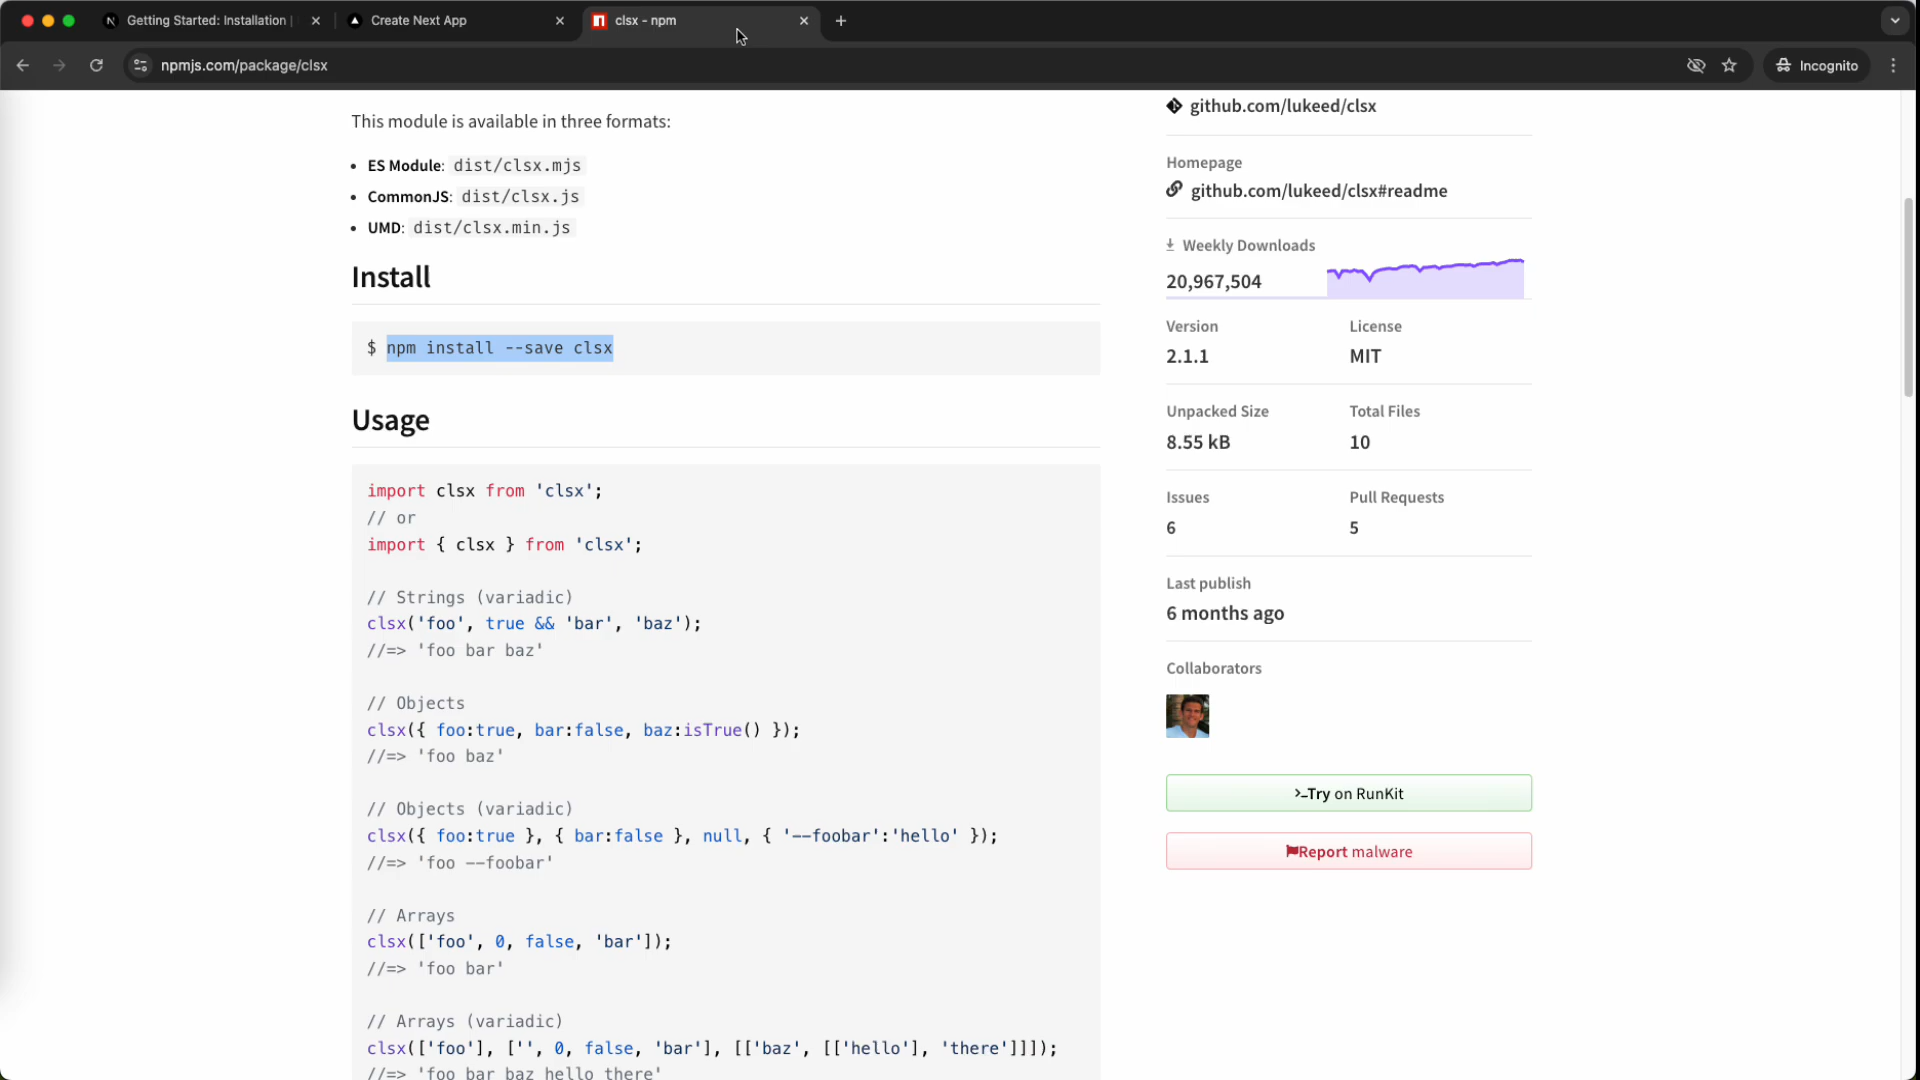 Getting Started: Installation |
Create Next App
clsx - npm
npmjs.com/package/clsx
Incognito
This module is available in three formats:
• ES Module: dist/clsx.mjs
• CommonJS: dist/clsx.js
• UMD: dist/clsx.min.js
Install
$ npm install --save clsx
Usage
import clsx from 'clsx';
// or
import { clsx } from 'clsx';
// Strings (variadic)
clsx('foo', true && 'bar', 'baz');
//=> 'foo bar baz'
// Objects
clsx({ foo:true, bar:false, baz:isTrue() });
//=> 'foo baz'
// Objects (variadic)
clsx({ foo:true }, { bar:false }, null, { '--foobar':'hello' });
//=> 'foo --foobar'
// Arrays
clsx(['foo', 0, false, 'bar']);
//=> 'foo bar'
// Arrays (variadic)
clsx(['foo'], ['', 0, false, 'bar'], [['baz', [['hello'], 'there']]]);
//=> 'foo bar baz hello there'
github.com/lukeed/clsx
Homepage
github.com/lukeed/clsx#readme
Weekly Downloads
20,967,504
Version
License
2.1.1
MIT
Unpacked Size
Total Files
8.55 kB
10
Issues
Pull Requests
6
5
Last publish
6 months ago
Collaborators
>_Try on RunKit
Report malware